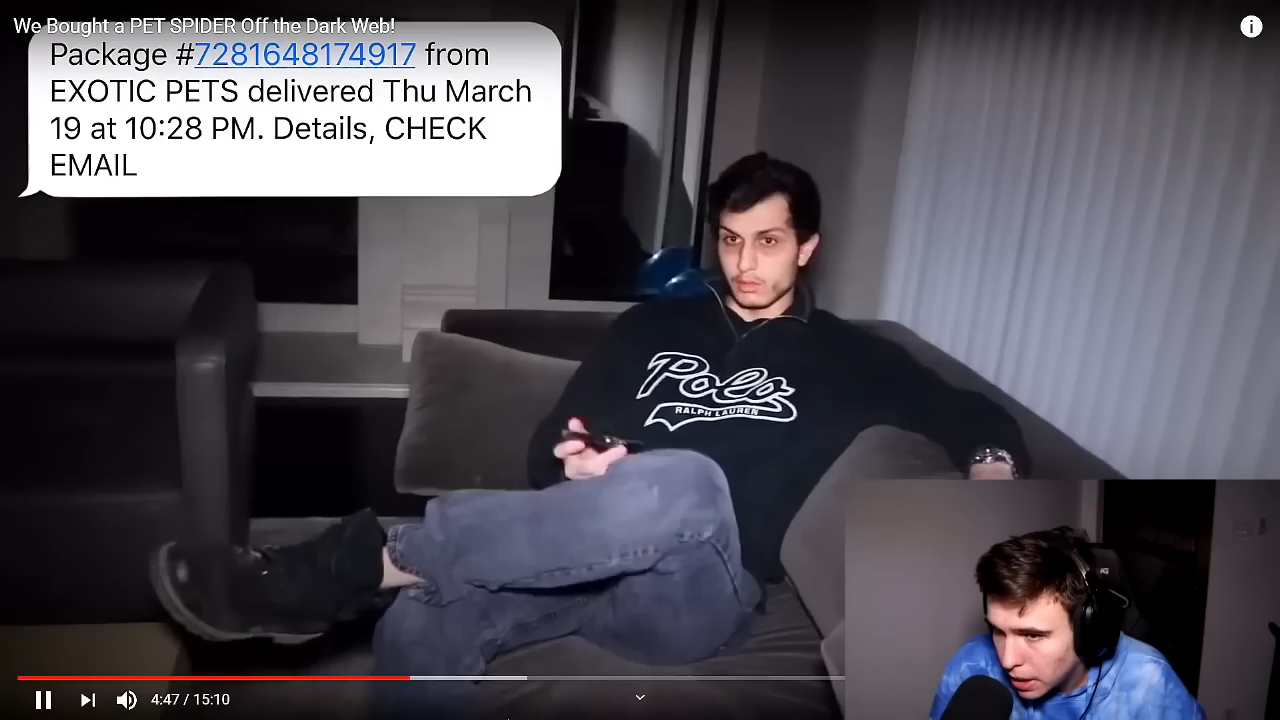 We Bought a PET SPIDER Off the Dark Web!
Package #7281648174917 from
EXOTIC PETS delivered Thu March
19 at 10:28 PM. Details, CHECK
EMAIL
Polo
RALPH LAUREN
4:47 / 15:10